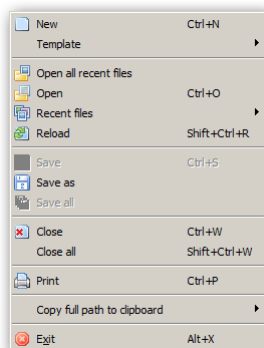 New Ctrl+N
Template
Open all recent files
Open Ctrl+O
Recent files
Reload Shift+Ctrl+R
Save Ctrl+S
Save as
Save all
Close Ctrl+W
Close all Shift+Ctrl+W
Print Ctrl+P
Copy full path to clipboard
Exit Alt+X